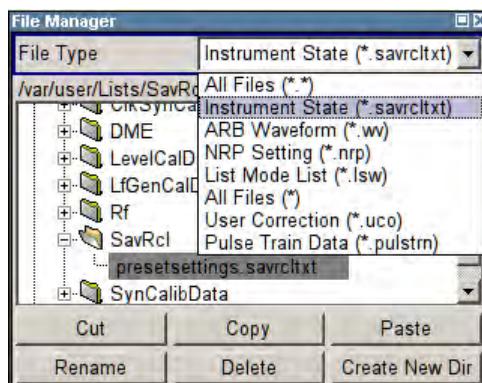 File Manager
File Type
Instrument State (*.savrcltxt)
/var/user/Lists/SavRc
All Files (*.*)
Instrument State (*.savrcltxt)
ARB Waveform (*.wv)
NRP Setting (*.nrp)
List Mode List (*.lsw)
All Files (*)
User Correction (*.uco)
Pulse Train Data (*.pulstrn)
DME
LevelCalD
LfGenCalD
Rf
SavRcl
presetsettings.savrcltxt
SynCalibData
Cut Copy Paste
Rename Delete Create New Dir